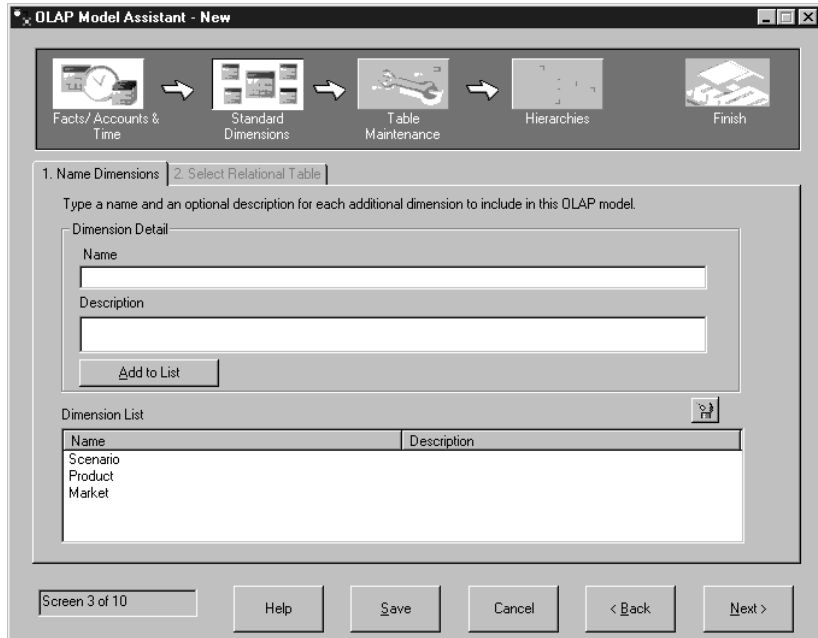 OLAP Model Assistant - New
Facts/Accounts &
Time
Standard
Dimensions
Table
Maintenance
Hierarchies
Finish
1. Name Dimensions
2. Select Relational Table
Type a name and an optional description for each additional dimension to include in this OLAP model.
Dimension Detail
Name
Description
Add to List
Dimension List
Name Description
Scenario
Product
Market
Screen 3 of 10
Help
Save
Cancel
< Back
Next >